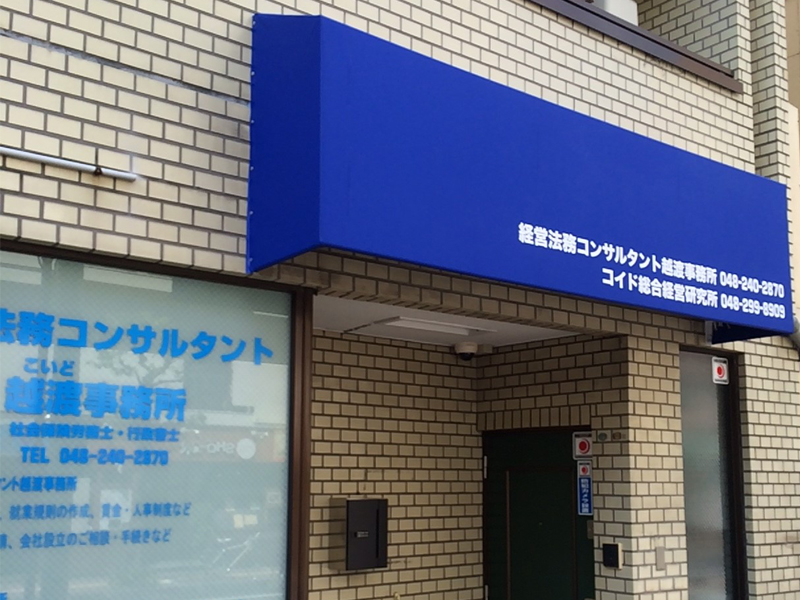 経営法務コンサルタント越渡事務所 048-240-2870
コイド総合経営研究所 048-299-8909
法務コンサルタント
こいど
越渡事務所
社会保険労務士・行政書士
TEL 048-240-2870
タント越渡事務所
、就業規則の作成、賃金・人事制度など
、会社設立のご相談・手続きなど